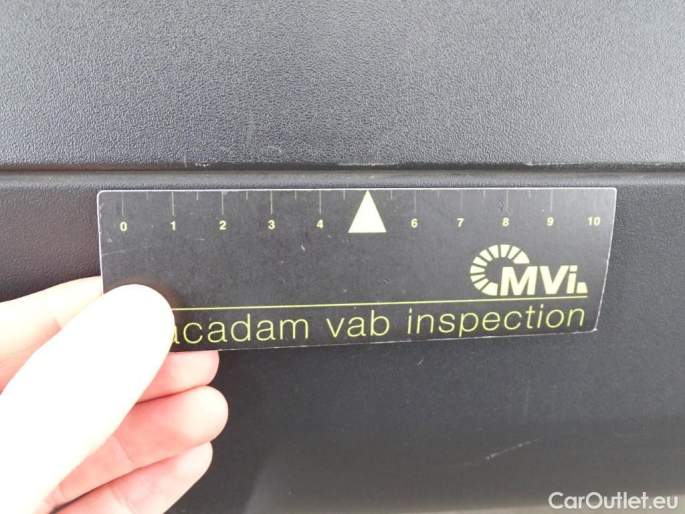 0 1 2 3 4 6 7 8 9 10
MVi
acadam vab inspection
CarOutlet.eu